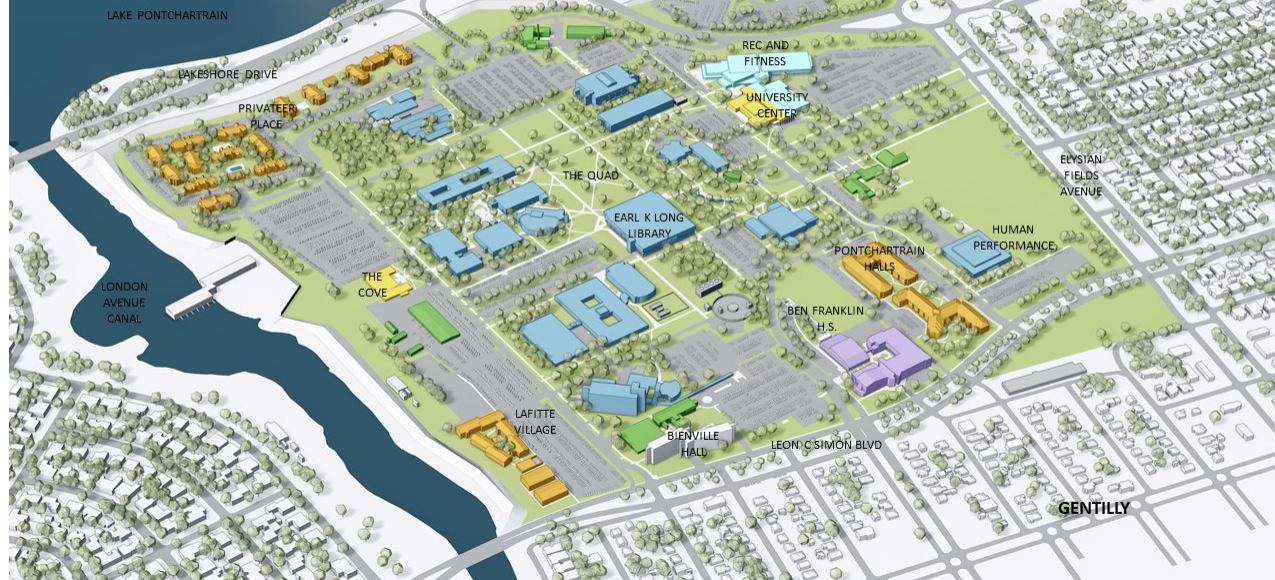 LAKE PONTCHARTRAIN
LAKESHORE DRIVE
PRIVATEER
PLACE
REC AND
FITNESS
UNIVERSITY
CENTER
THE QUAD
ELYSIAN
FIELDS
AVENUE
EARL K LONG
LIBRARY
HUMAN
PERFORMANCE
PONTCHARTRAIN
HALLS
THE
COVE
LONDON
AVENUE
CANAL
BEN FRANKLIN
H.S.
LAFITTE
VILLAGE
BIENVILLE
HALL
LEON C SIMON BLVD
GENTILLY